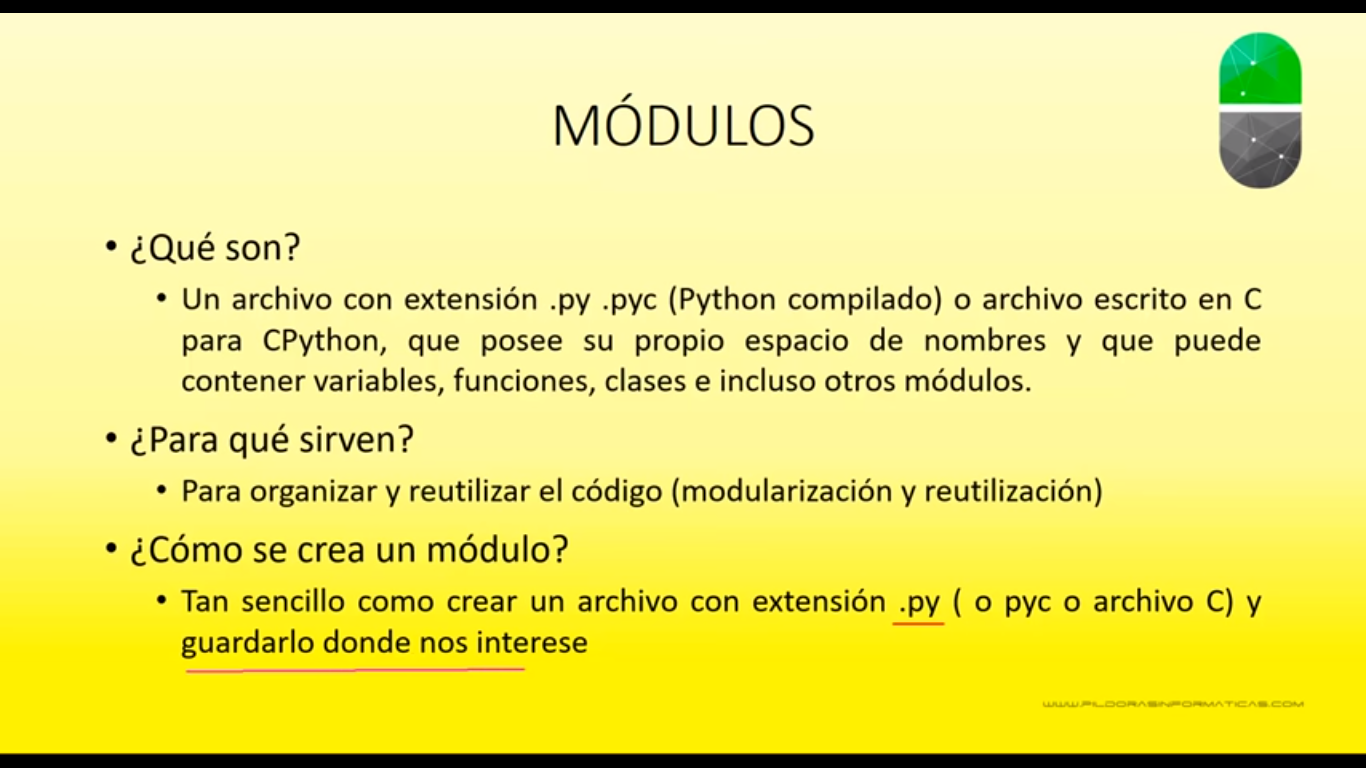 MÓDULOS
• ¿Qué son?
• Un archivo con extensión .py .pyc (Python compilado) o archivo escrito en C
para CPython, que posee su propio espacio de nombres y que puede
contener variables, funciones, clases e incluso otros módulos.
• ¿Para qué sirven?
• Para organizar y reutilizar el código (modularización y reutilización)
• ¿Cómo se crea un módulo?
• Tan sencillo como crear un archivo con extensión .py ( o pyc o archivo C) y
guardarlo donde nos interese
WWW.PILDORASINFORMATICAS.COM